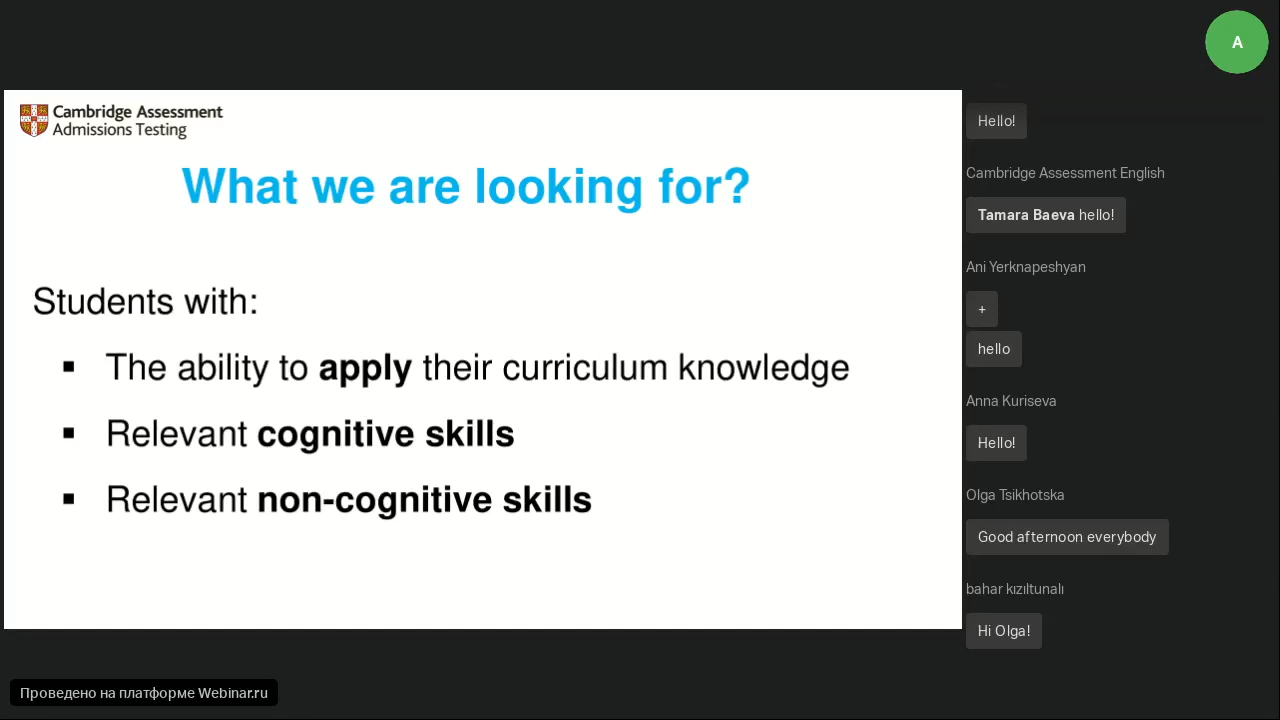 A
Cambridge Assessment
Admissions Testing
What we are looking for?
Students with:
▪ The ability to apply their curriculum knowledge
▪ Relevant cognitive skills
▪ Relevant non-cognitive skills
Hello!
Cambridge Assessment English
Tamara Baeva hello!
Ani Yerknapeshyan
+
hello
Anna Kuriseva
Hello!
Olga Tsikhotska
Good afternoon everybody
bahar kızıltunalı
Hi Olga!
Проведено на платформе Webinar.ru